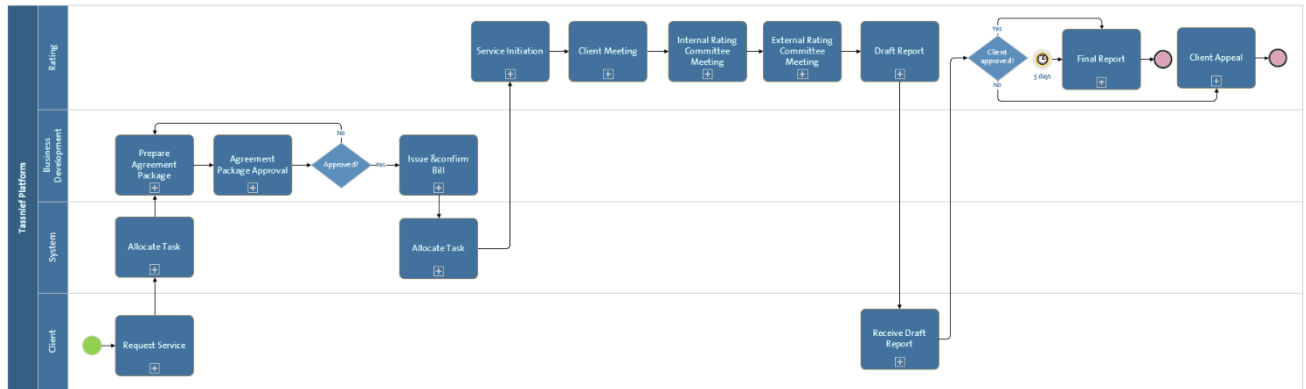 Tassnief Platform
Rating
Service Initiation
Client Meeting
Internal Rating
Committee
Meeting
External Rating
Committee
Meeting
Draft Report
Yes
Client
approved?
No
5 days
Final Report
Client Appeal
Business
Development
No
Prepare
Agreement
Package
Agreement
Package Approval
Approved?
Yes
Issue &confirm
Bill
System
Allocate Task
Allocate Task
Client
Request Service
Receive Draft
Report